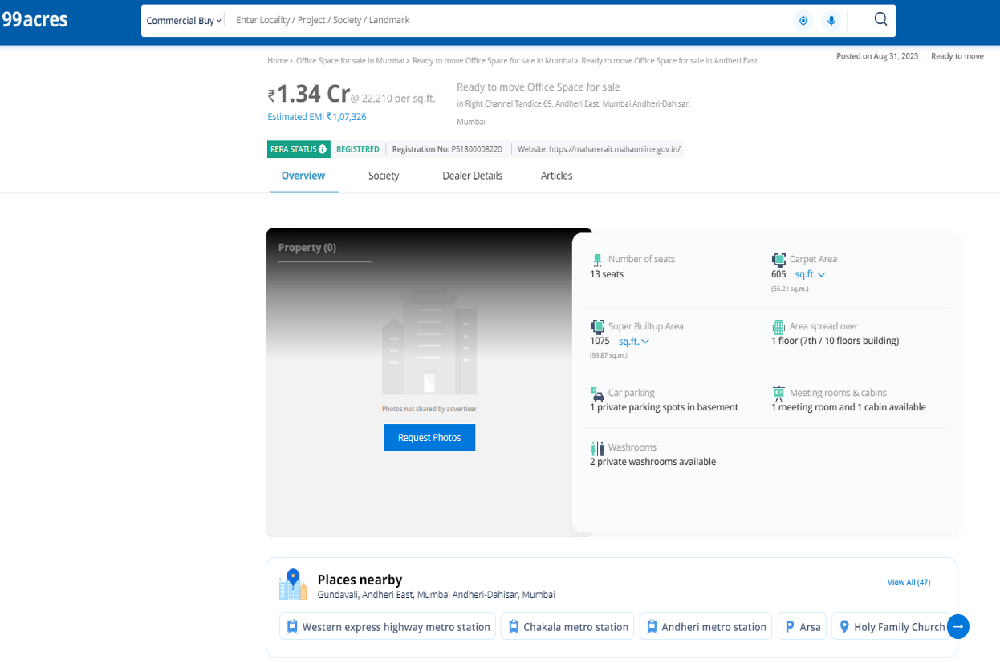 99acres
Commercial Buy
Enter Locality / Project / Society / Landmark
Home › Office Space for sale in Mumbai › Ready to move Office Space for sale in Mumbai › Ready to move Office Space for sale in Andheri East
Posted on Aug 31, 2023 Ready to move
₹1.34 Cr @ 22,210 per sq.ft.
Estimated EMI ₹1,07,326
Ready to move Office Space for sale
in Right Channel Tandice 69, Andheri East, Mumbai Andheri-Dahisar,
Mumbai
RERA STATUS REGISTERED Registration No: P51800008220 Website: https://maharerait.mahaonline.gov.in/
Overview Society Dealer Details Articles
Property (0)
Photos not shared by advertiser
Request Photos
Number of seats
13 seats
Carpet Area
605 sq.ft.
(56.21 sq.m.)
Super Builtup Area
1075 sq.ft.
(99.87 sq.m.)
Area spread over
1 floor (7th / 10 floors building)
Car parking
1 private parking spots in basement
Meeting rooms & cabins
1 meeting room and 1 cabin available
Washrooms
2 private washrooms available
Places nearby
Gundavali, Andheri East, Mumbai Andheri-Dahisar, Mumbai
View All (47)
Western express highway metro station
Chakala metro station
Andheri metro station
P Arsa
Holy Family Church